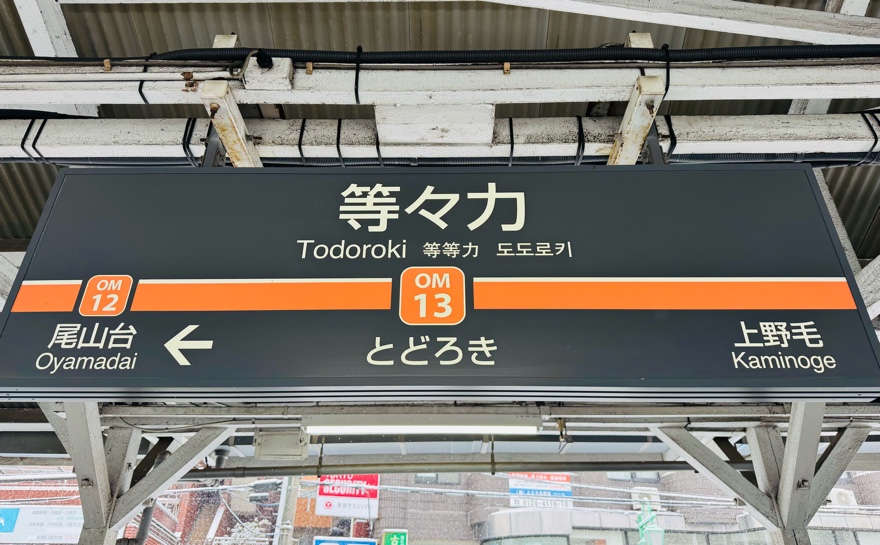 等々力
Todoroki 等等力 도도로키
OM 12
OM 13
尾山台
Oyamadai
←
とどろき
上野毛
Kaminoge
SECURITY